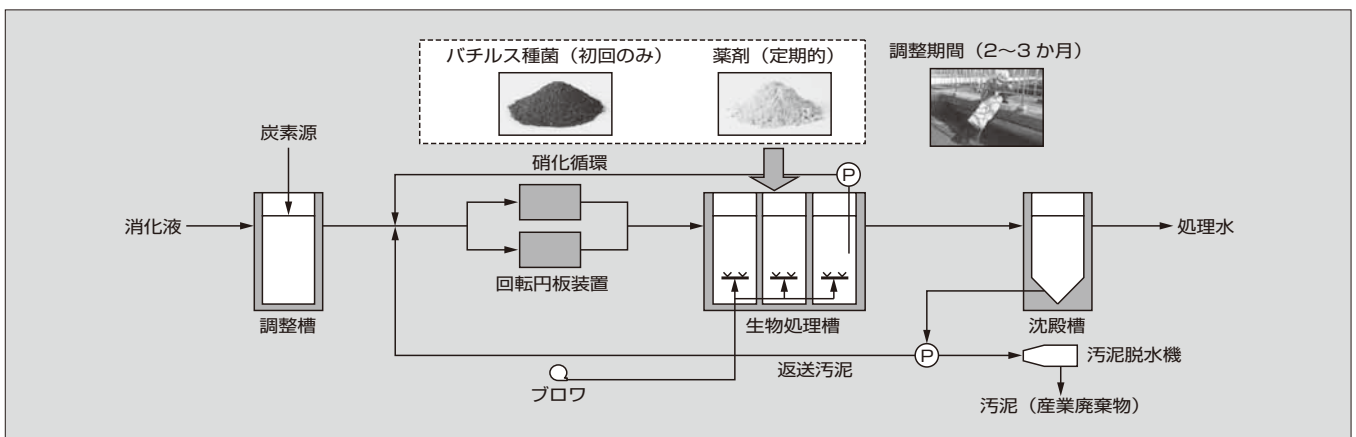 バチルス種菌（初回のみ）
薬剤（定期的）
調整期間（2～3 か月）
炭素源
硝化循環
P
消化液
処理水
回転円板装置
調整槽
生物処理槽
沈殿槽
P
汚泥脱水機
返送汚泥
ブロワ
汚泥（産業廃棄物）